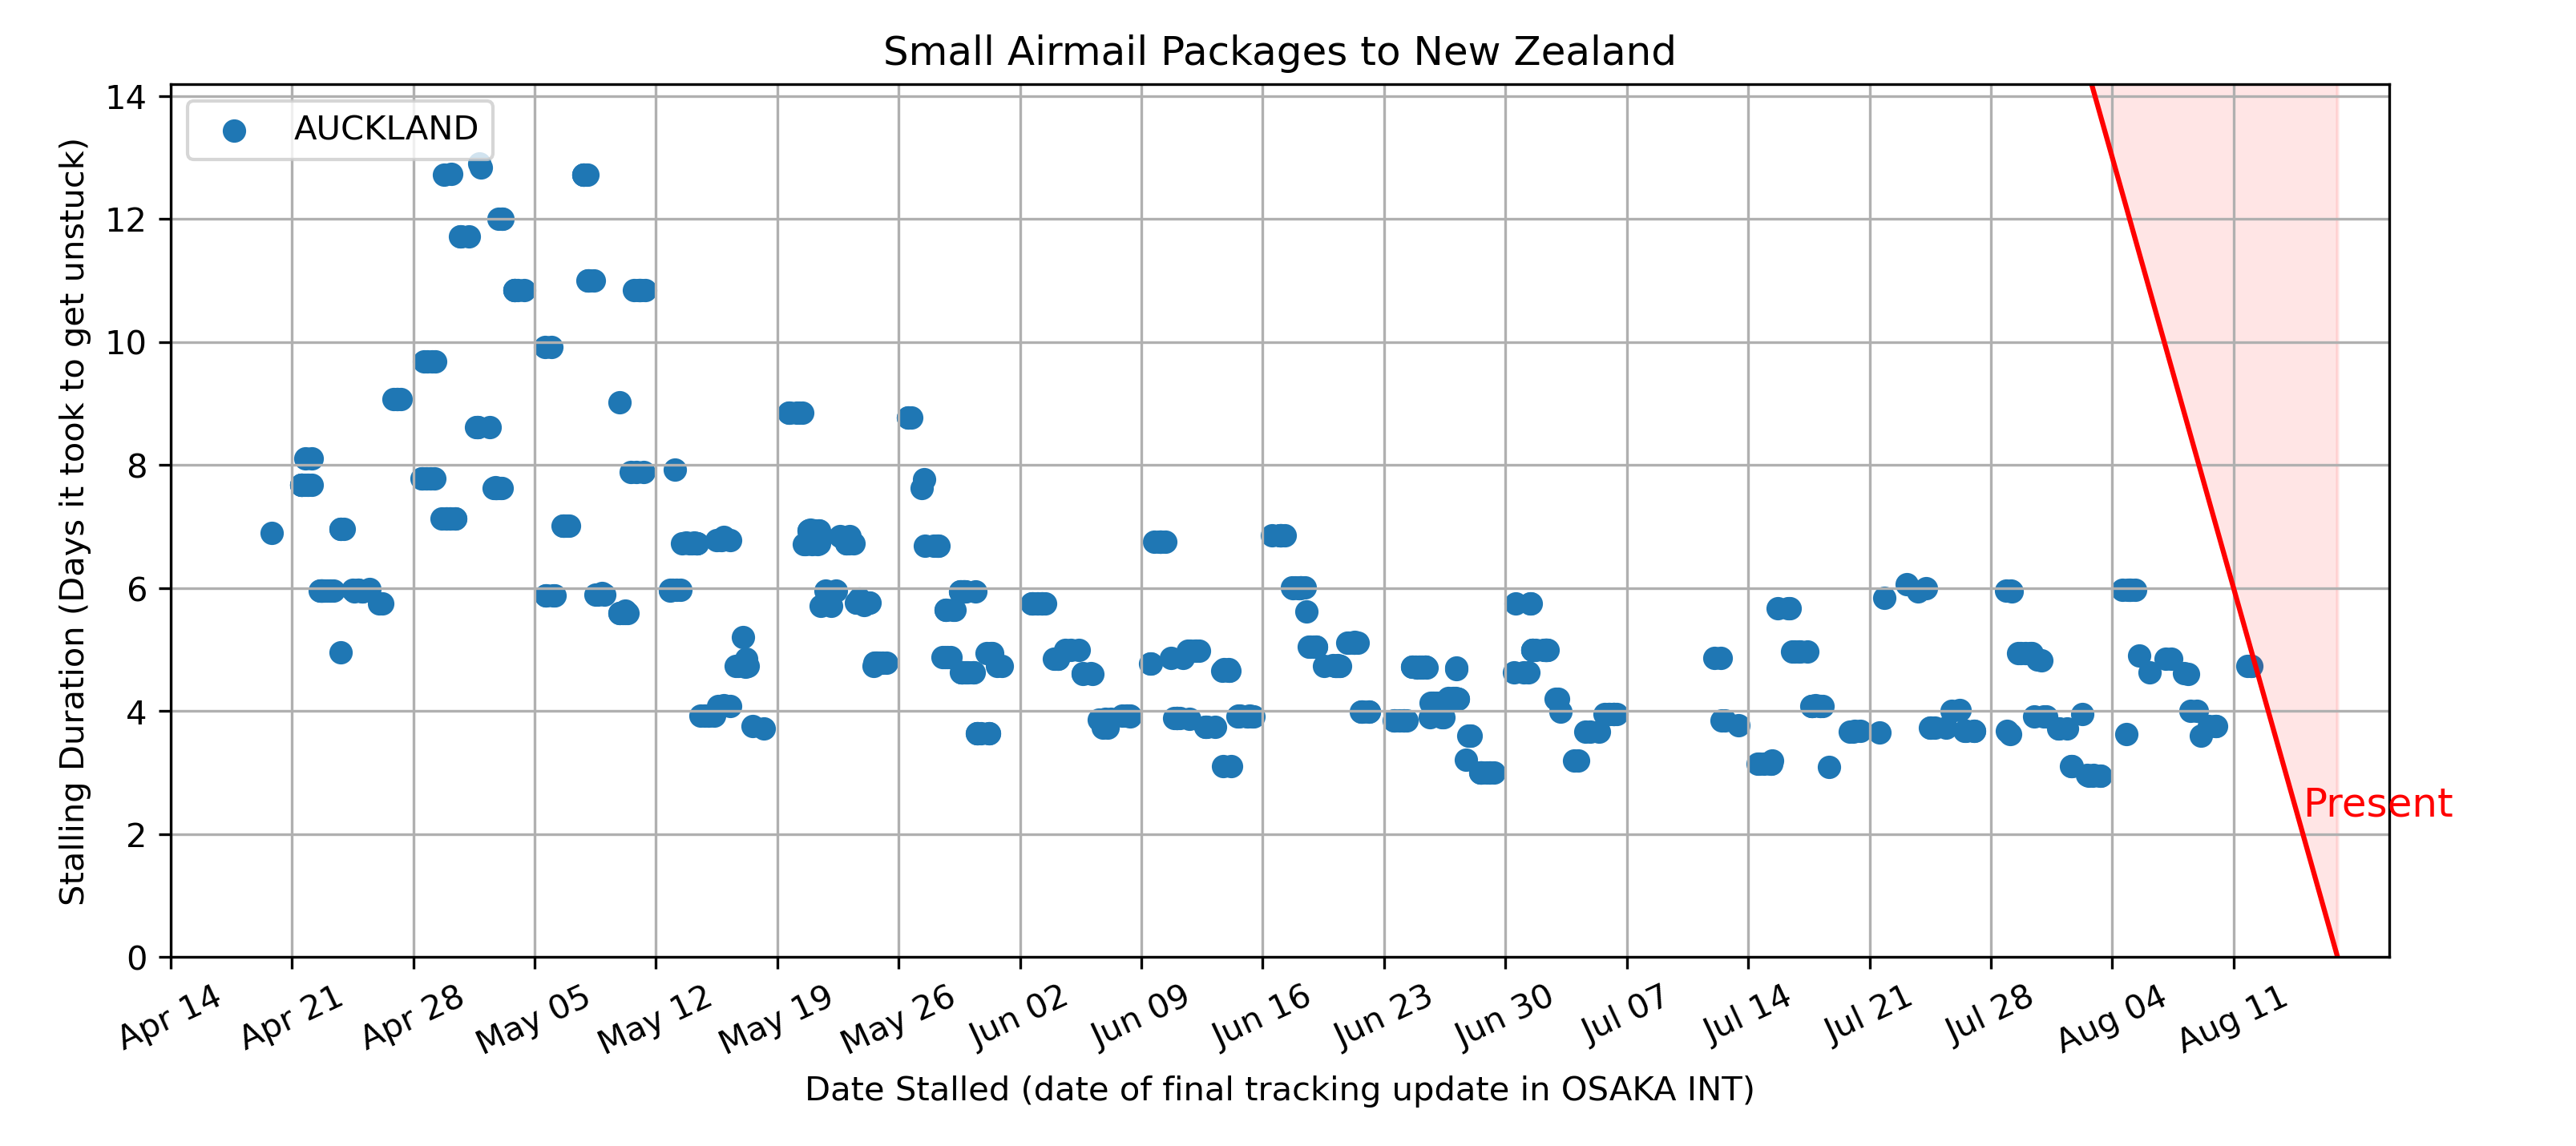 Small Airmail Packages to New Zealand
AUCKLAND
Stalling Duration (Days it took to get unstuck)
14
12
10
8
6
4
2
0
Present
Apr 14
Apr 21
Apr 28
May 05
May 12
May 19
May 26
Jun 02
Jun 09
Jun 16
Jun 23
Jun 30
Jul 07
Jul 14
Jul 21
Jul 28
Aug 04
Aug 11
Date Stalled (date of final tracking update in OSAKA INT)